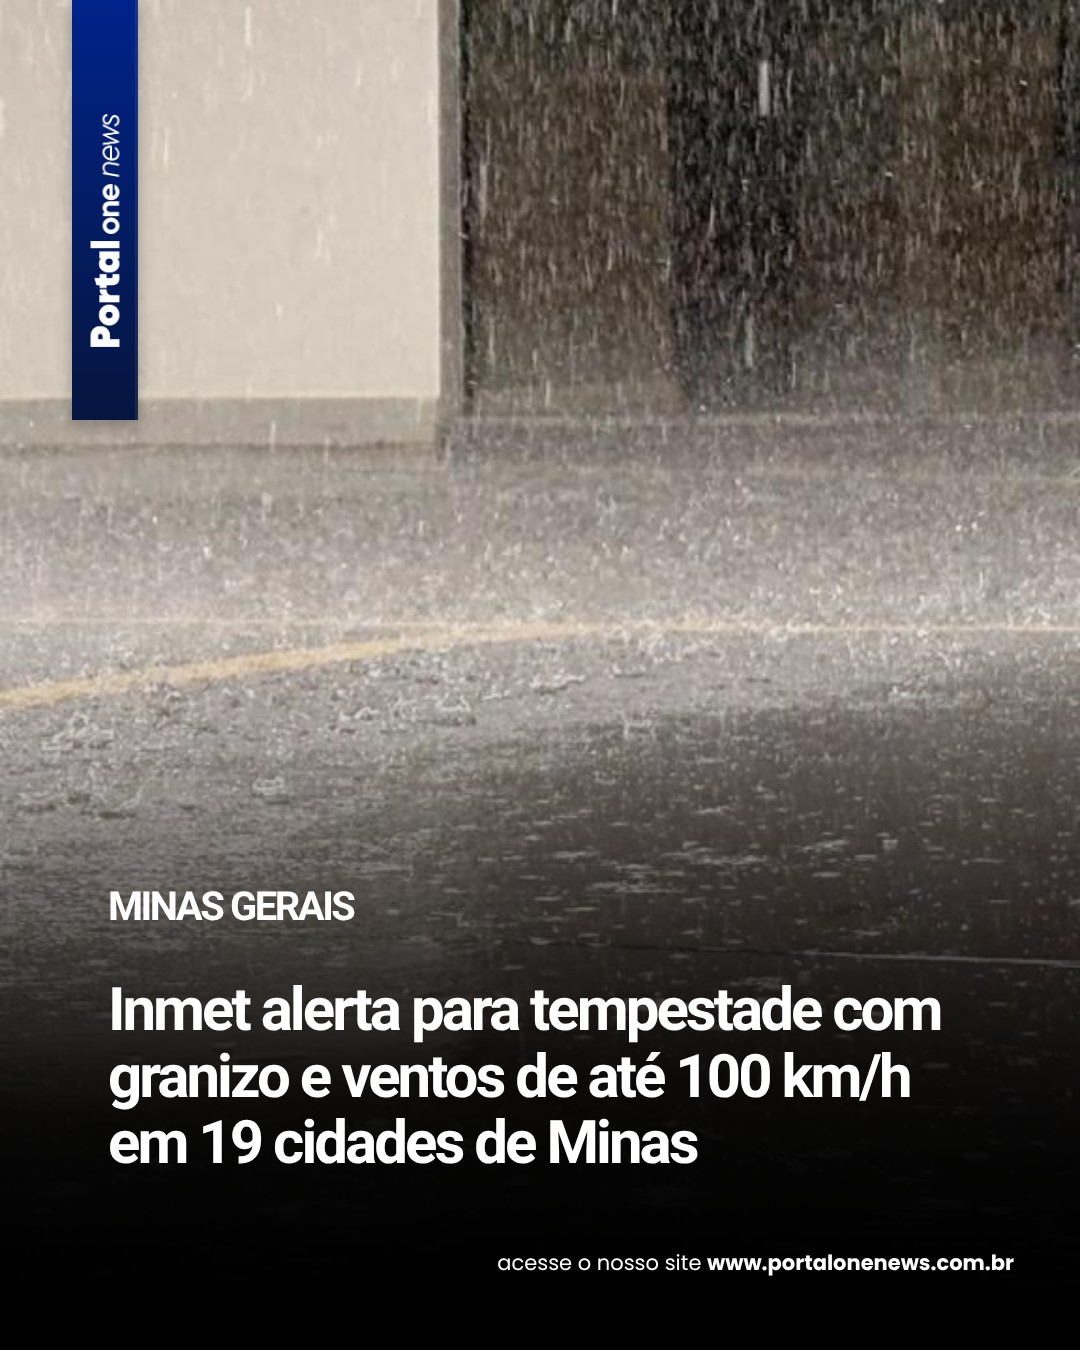 Portal one news
MINAS GERAIS
Inmet alerta para tempestade com
granizo e ventos de até 100 km/h
em 19 cidades de Minas
acesse o nosso site www.portalonenews.com.br